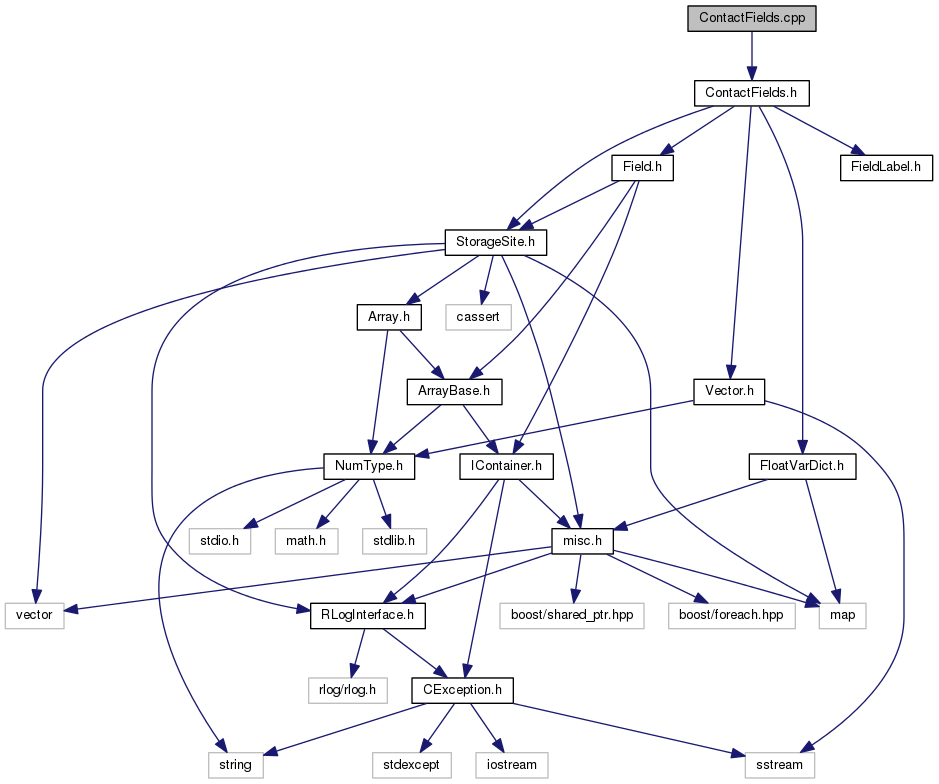 ContactFields.cpp
ContactFields.h
Field.h
FieldLabel.h
StorageSite.h
Array.h
cassert
ArrayBase.h
Vector.h
NumType.h
IContainer.h
FloatVarDict.h
stdio.h
math.h
stdlib.h
misc.h
vector
RLogInterface.h
boost/shared_ptr.hpp
boost/foreach.hpp
map
rlog/rlog.h
CException.h
string
stdexcept
iostream
sstream